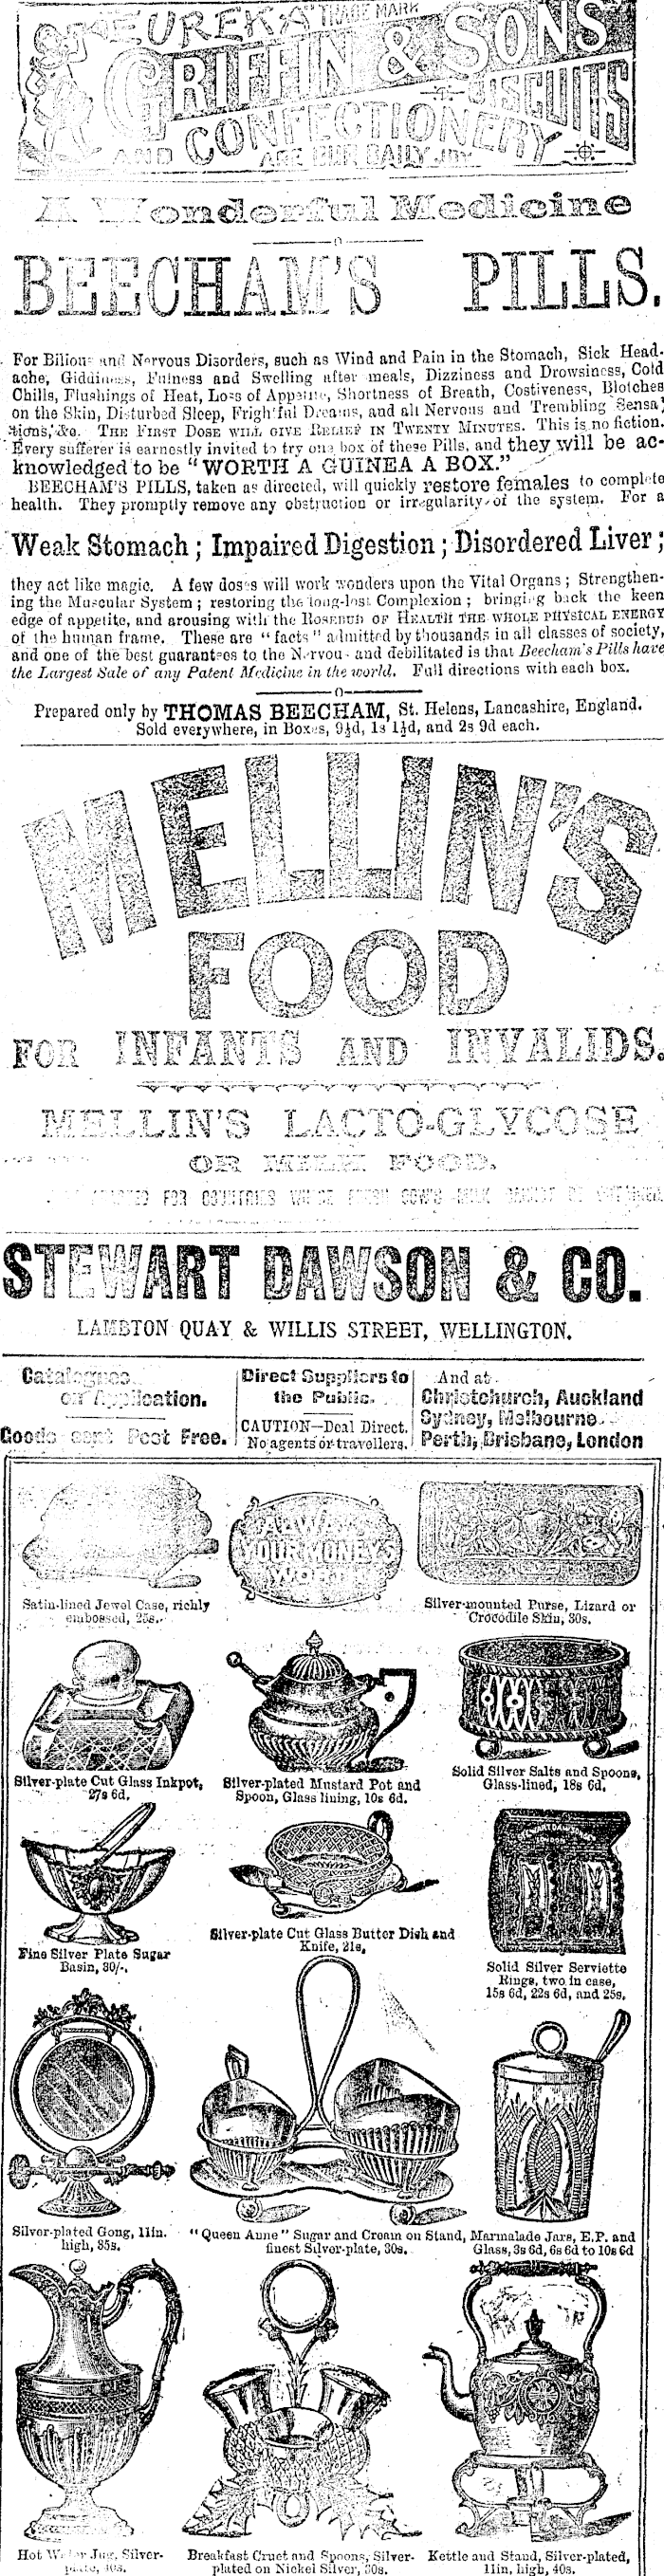 EUREKA TRADE MARK
GRIFFIN & SONS
BISCUITS
AND CONFECTIONERY
ARE OUR DAILY JOY
A Wonderful Medicine
BEECHAM'S PILLS.
For Bilious and Nervous Disorders, such as Wind and Pain in the Stomach, Sick Head-
ache, Giddiness, Fulness and Swelling after meals, Dizziness and Drowsiness, Cold
Chills, Flushings of Heat, Loss of Appetite, Shortness of Breath, Costiveness, Blotches
on the Skin, Disturbed Sleep, Frightful Dreams, and all Nervous and Trembling Sensa
tions, &c. THE FIRST DOSE WILL GIVE RELIEF IN TWENTY MINUTES. This is no fiction.
Every sufferer is earnestly invited to try one box of these Pills, and they will be ac-
knowledged to be "WORTH A GUINEA A BOX."
BEECHAM'S PILLS, taken as directed, will quickly restore females to complete
health. They promptly remove any obstruction or irregularity of the system. For a
Weak Stomach; Impaired Digestion; Disordered Liver;
they act like magic. A few doses will work wonders upon the Vital Organs; Strengthen-
ing the Muscular System; restoring the long-lost Complexion; bringing back the keen
edge of appetite, and arousing with the ROSEBUD OF HEALTH THE WHOLE PHYSICAL ENERGY
of the human frame. These are "facts" admitted by thousands in all classes of society,
and one of the best guarantees to the Nervous and debilitated is that Beecham's Pills have
the Largest Sale of any Patent Medicine in the world. Full directions with each box.
Prepared only by THOMAS BEECHAM, St. Helens, Lancashire, England.
Sold everywhere, in Boxes, 9½d, 1s 1½d, and 2s 9d each.
MELLIN'S
FOOD
FOR INFANTS AND INVALIDS.
MELLIN'S LACTO-GLYCOSE
OR MILK FOOD.
FOR COUNTRIES WHERE FRESH COW'S MILK CANNOT BE OBTAINED
STEWART DAWSON & CO.
LAMBTON QUAY & WILLIS STREET, WELLINGTON.
Catalogues
on Application.
Goods sent Post Free.
Direct Suppliers to
the Public.
CAUTION—Deal Direct.
No agents or travellers.
And at
Christchurch, Auckland
Sydney, Melbourne
Perth, Brisbane, London
ALWAYS
YOUR MONEY'S
WORTH
Satin-lined Jewel Case, richly
embossed, 25s.
Silver-mounted Purse, Lizard or
Crocodile Skin, 30s.
Silver-plate Cut Glass Inkpot,
27s 6d.
Silver-plated Mustard Pot and
Spoon, Glass lining, 10s 6d.
Solid Silver Salts and Spoons,
Glass-lined, 18s 6d.
Fine Silver Plate Sugar
Basin, 30/-.
Silver-plate Cut Glass Butter Dish and
Knife, 21s.
Solid Silver Serviette
Rings, two in case,
15s 6d, 22s 6d, and 25s.
Silver-plated Gong, 11in.
high, 35s.
"Queen Anne" Sugar and Cream on Stand,
finest Silver-plate, 30s.
Marmalade Jars, E.P. and
Glass, 3s 6d, 6s 6d to 10s 6d
Hot Water Jug, Silver-
plate, 40s.
Breakfast Cruet and Spoons, Silver-
plated on Nickel Silver, 30s.
Kettle and Stand, Silver-plated,
11in, high, 40s.